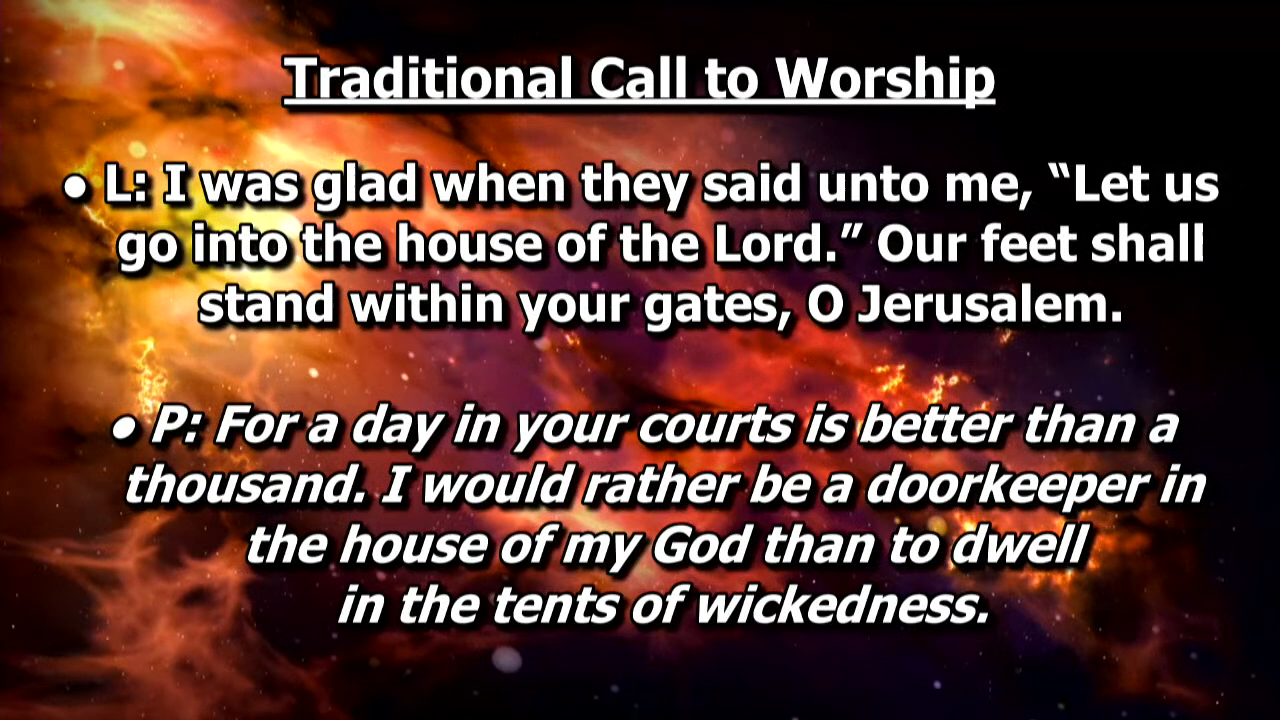 Traditional Call to Worship
● L: I was glad when they said unto me, “Let us
go into the house of the Lord.” Our feet shall
stand within your gates, O Jerusalem.
● P: For a day in your courts is better than a
thousand. I would rather be a doorkeeper in
the house of my God than to dwell
in the tents of wickedness.